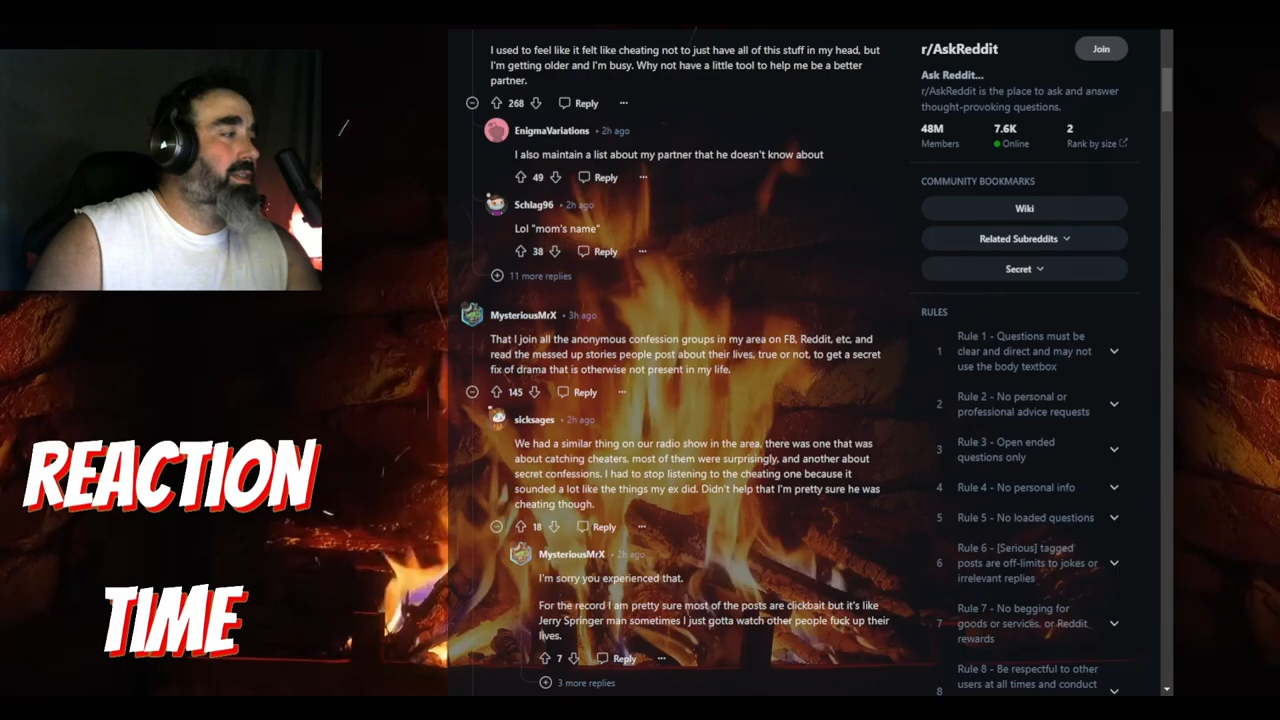 REACTION
TIME
I used to feel like it felt like cheating not to just have all of this stuff in my head, but
I'm getting older and I'm busy. Why not have a little tool to help me be a better
partner.
268 Reply ...
EnigmaVariations • 2h ago
I also maintain a list about my partner that he doesn't know about
49 Reply ...
Schlag96 • 2h ago
Lol "mom's name"
38 Reply ...
11 more replies
MysteriousMrX • 3h ago
That I join all the anonymous confession groups in my area on FB, Reddit, etc, and
read the messed up stories people post about their lives, true or not, to get a secret
fix of drama that is otherwise not present in my life.
145 Reply ...
sicksages • 2h ago
We had a similar thing on our radio show in the area, there was one that was
about catching cheaters, most of them were surprisingly, and another about
secret confessions. I had to stop listening to the cheating one because it
sounded a lot like the things my ex did. Didn't help that I'm pretty sure he was
cheating though.
18 Reply ...
MysteriousMrX • 2h ago
I'm sorry you experienced that.
For the record I am pretty sure most of the posts are clickbait but it's like
Jerry Springer man sometimes I just gotta watch other people fuck up their
lives.
7 Reply ...
3 more replies
r/AskReddit
Join
Ask Reddit...
r/AskReddit is the place to ask and answer
thought-provoking questions.
48M 7.6K 2
Members Online Rank by size
COMMUNITY BOOKMARKS
Wiki
Related Subreddits
Secret
RULES
1 Rule 1 - Questions must be
clear and direct and may not
use the body textbox
2 Rule 2 - No personal or
professional advice requests
3 Rule 3 - Open ended
questions only
4 Rule 4 - No personal info
5 Rule 5 - No loaded questions
6 Rule 6 - [Serious] tagged
posts are off-limits to jokes or
irrelevant replies
7 Rule 7 - No begging for
goods or services, or Reddit
rewards
8 Rule 8 - Be respectful to other
users at all times and conduct